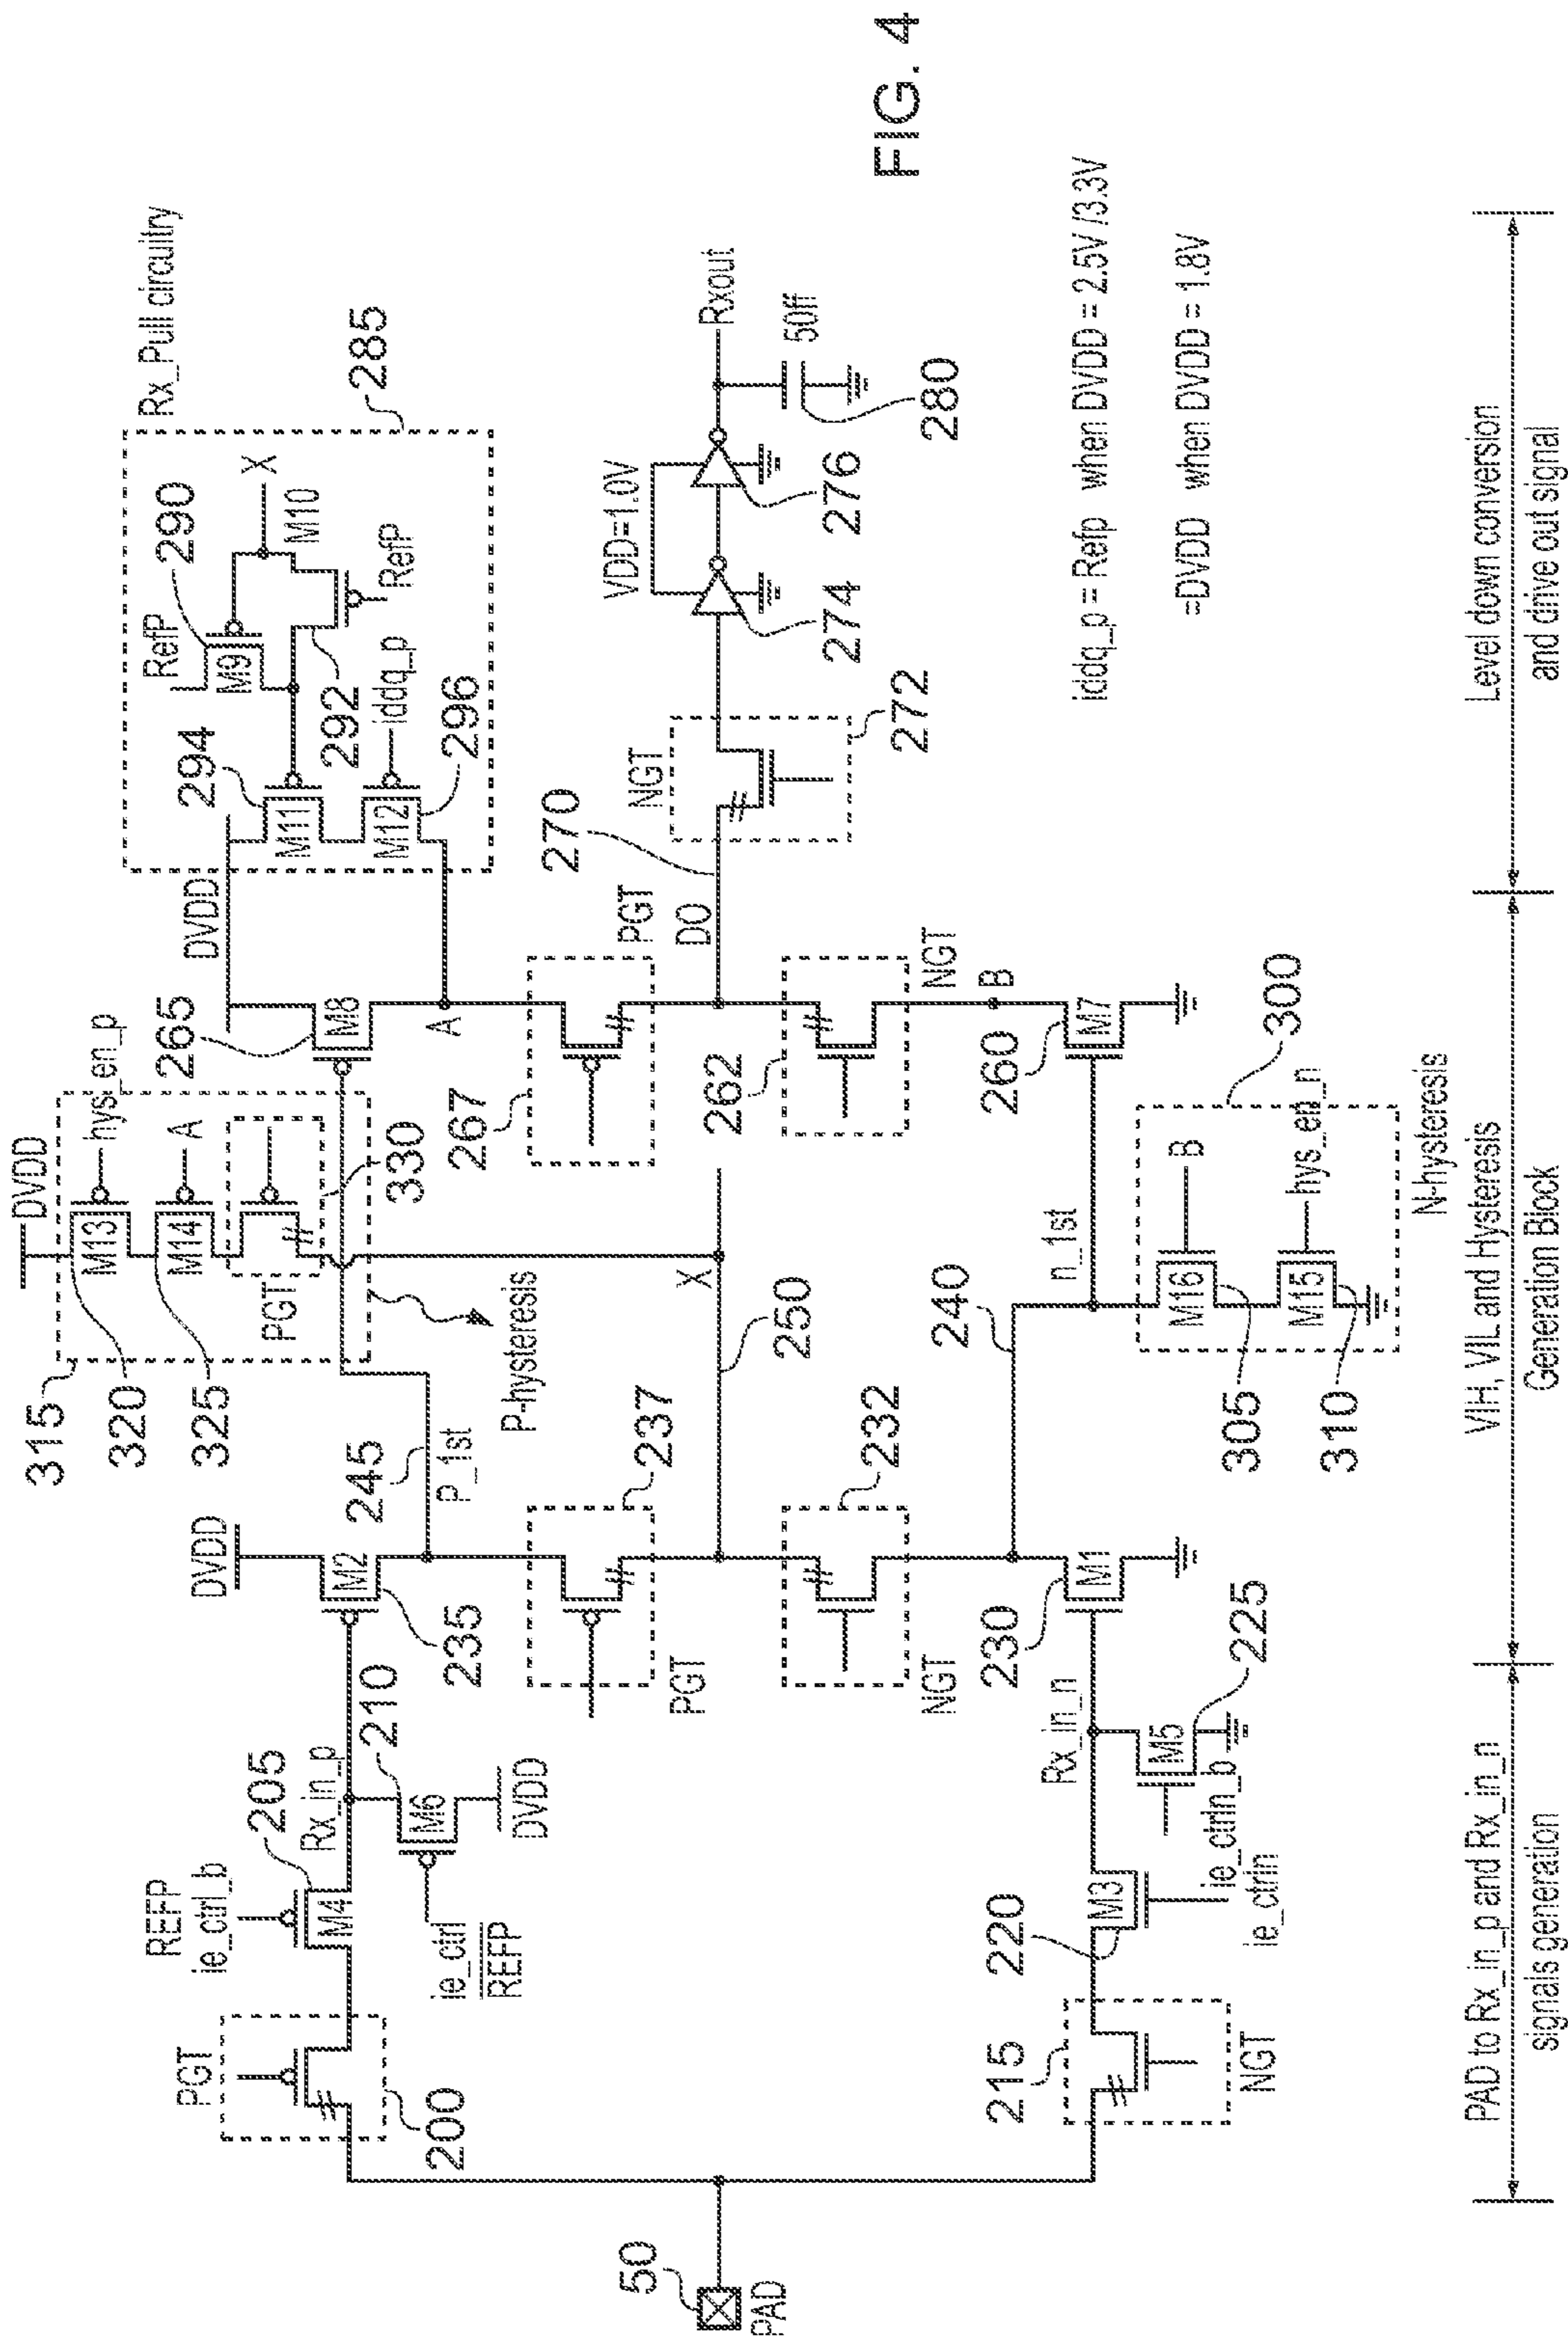 FIG. 4
Rx_Pull circuitry
285
RefP
290
X
M9
M10
RefP
292
294
M11
M12
iddq_p
296
DVDD
265
M8
A
DVDD
hys_en_p
M13
M14
A
PGT
330
315
320
325
P-hysteresis
267
PGT
DO
270
NGT
272
VDD=1.0V
274
276
Rxout
50ff
280
262
NGT
B
260
M7
X
250
DVDD
M2
235
245
P_1st
237
PGT
232
NGT
240
n_1st
230
M1
300
B
M16
hys_en_n
M15
305
310
N-hysteresis
REFP
ie_ctrl_b
205
M4
Rx_in_p
210
M6
DVDD
ie_ctrl
REFP
PGT
200
50
PAD
215
NGT
220
M3
Rx_in_n
M5
225
ie_ctrln_b
ie_ctrln
iddq_p = Refp when DVDD = 2.5V/3.3V
=DVDD when DVDD = 1.8V
PAD to Rx_in_p and Rx_in_n
signals generation
VIH, VIL and Hysteresis
Generation Block
Level down conversion
and drive out signal